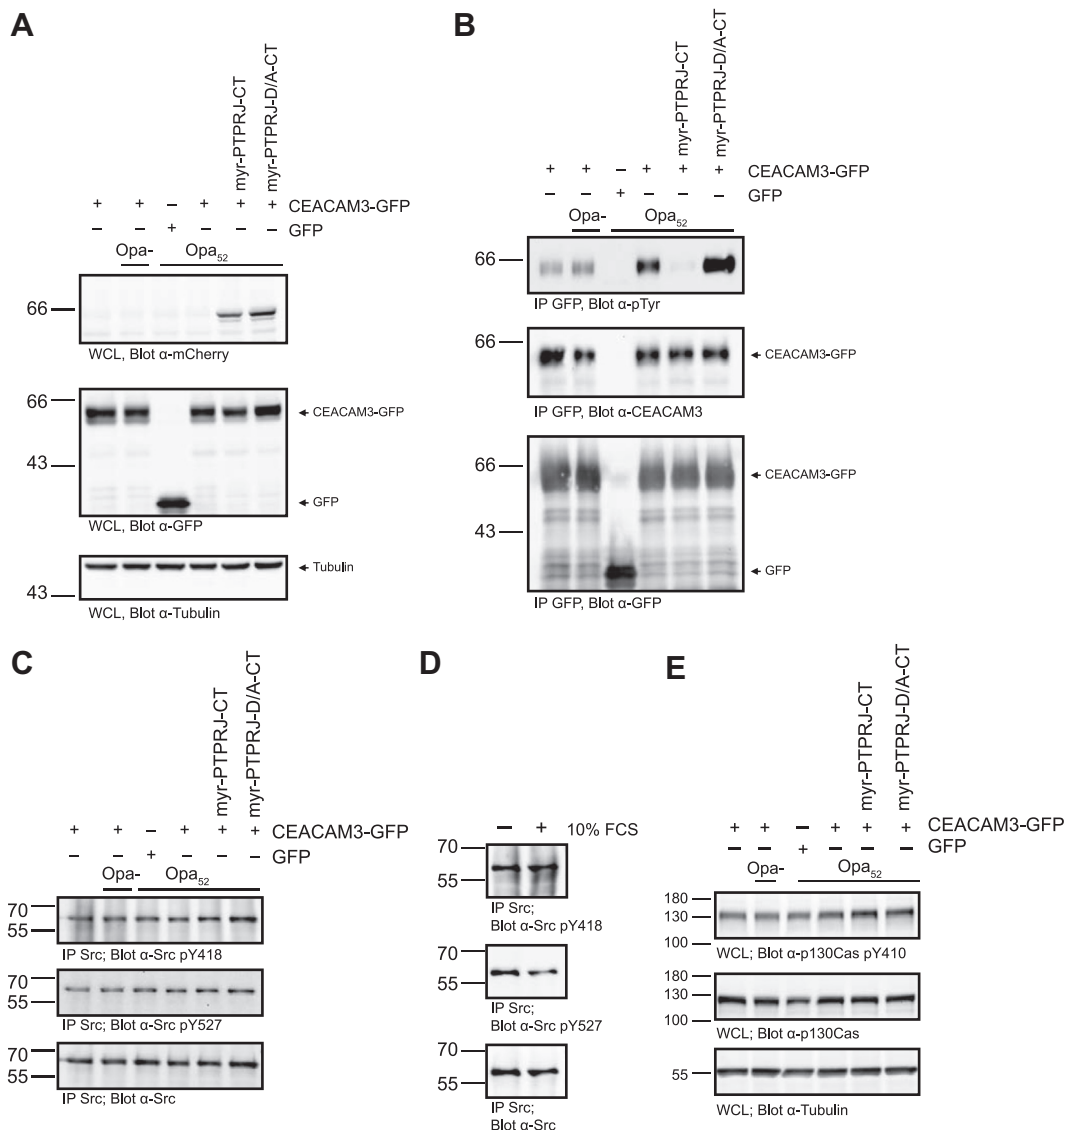 A
myr-PTPRJ-CT
myr-PTPRJ-D/A-CT
+ + – + + + CEACAM3-GFP
– – + – – – GFP
Opa- Opa52
66
WCL, Blot α-mCherry
66
CEACAM3-GFP
43
GFP
WCL, Blot α-GFP
Tubulin
43
WCL, Blot α-Tubulin
B
myr-PTPRJ-CT
myr-PTPRJ-D/A-CT
+ + – + + + CEACAM3-GFP
– – + – – – GFP
Opa- Opa52
66
IP GFP, Blot α-pTyr
66
CEACAM3-GFP
IP GFP, Blot α-CEACAM3
66
CEACAM3-GFP
43
GFP
IP GFP, Blot α-GFP
C
myr-PTPRJ-CT
myr-PTPRJ-D/A-CT
+ + – + + + CEACAM3-GFP
– – + – – – GFP
Opa- Opa52
70
55
IP Src; Blot α-Src pY418
70
55
IP Src; Blot α-Src pY527
70
55
IP Src; Blot α-Src
D
– + 10% FCS
70
55
IP Src;
Blot α-Src pY418
70
55
IP Src;
Blot α-Src pY527
70
55
IP Src;
Blot α-Src
E
myr-PTPRJ-CT
myr-PTPRJ-D/A-CT
+ + – + + + CEACAM3-GFP
– – + – – – GFP
Opa- Opa52
180
130
100
WCL; Blot α-p130Cas pY410
180
130
100
WCL; Blot α-p130Cas
55
WCL; Blot α-Tubulin